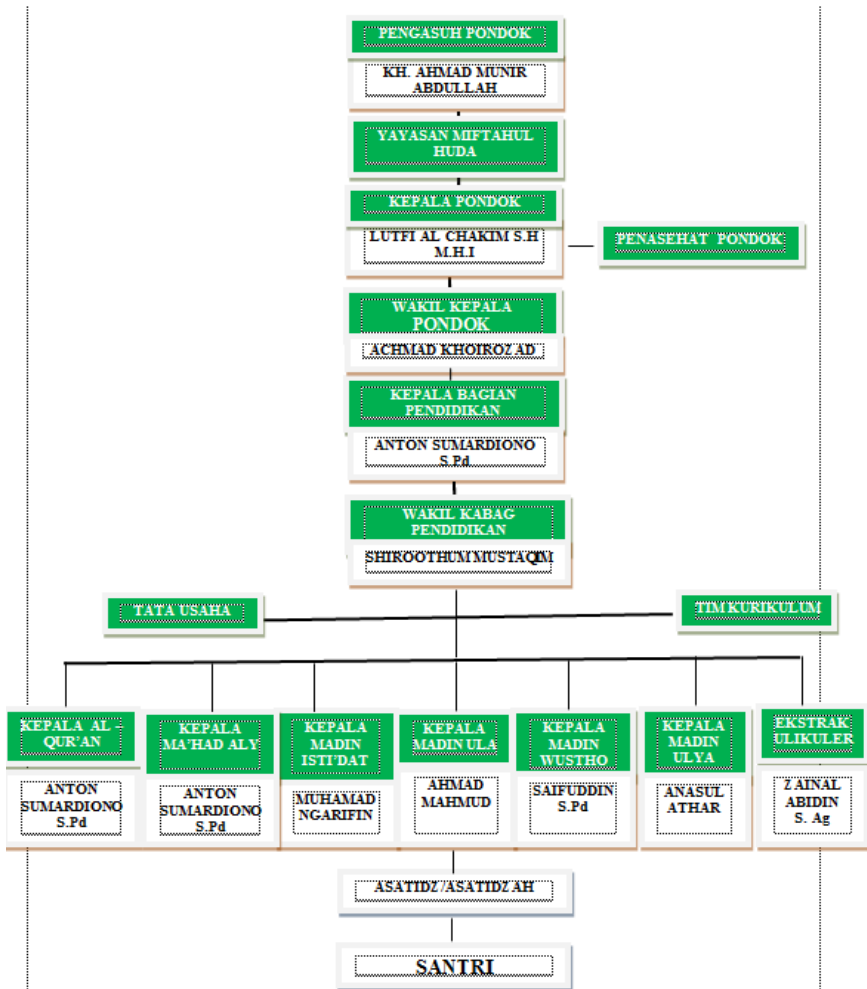 PENGASUH PONDOK
KH. AHMAD MUNIR
ABDULLAH
YAYASAN MIFTAHUL
HUDA
KEPALA PONDOK
LUTFI AL CHAKIM S.H
M.H.I
PENASEHAT PONDOK
WAKIL KEPALA
PONDOK
ACHMAD KHOIROZAD
KEPALA BAGIAN
PENDIDIKAN
ANTON SUMARDIONO
S.Pd
WAKIL KABAG
PENDIDIKAN
SHIROOTHUM MUSTAQIM
TATA USAHA
TIM KURIKULUM
KEPALA AL –
QUR'AN
ANTON
SUMARDIONO
S.Pd
KEPALA
MA'HAD ALY
ANTON
SUMARDIONO
S.Pd
KEPALA
MADIN
ISTI'DAT
MUHAMAD
NGARIFIN
KEPALA
MADIN ULA
AHMAD
MAHMUD
KEPALA
MADIN
WUSTHO
SAIFUDDIN
S.Pd
KEPALA
MADIN
ULYA
ANASUL
ATHAR
EKSTRAK
ULIKULER
ZAINAL
ABIDIN
S. Ag
ASATIDZ/ASATIDZAH
SANTRI